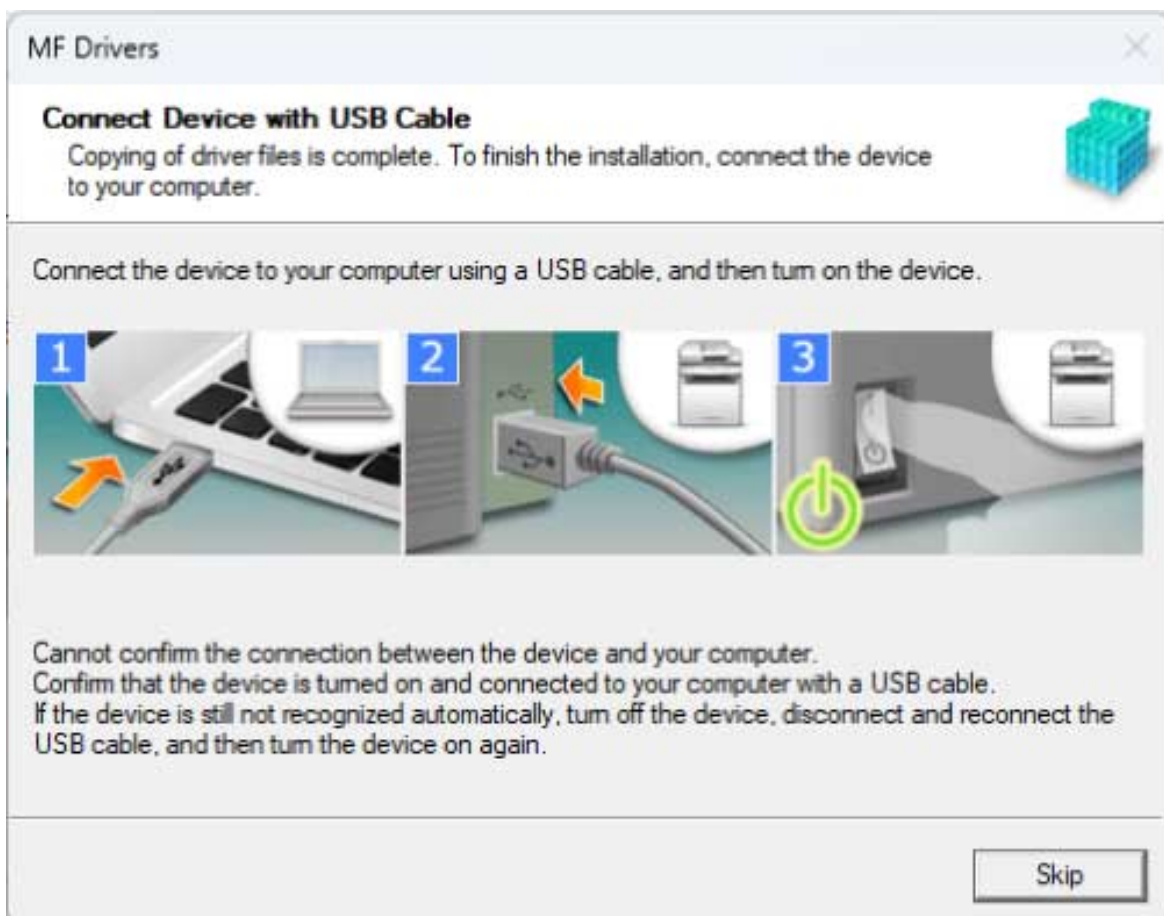 MF Drivers
Connect Device with USB Cable
Copying of driver files is complete. To finish the installation, connect the device
to your computer.
Connect the device to your computer using a USB cable, and then turn on the device.
1
2
3
Cannot confirm the connection between the device and your computer.
Confirm that the device is turned on and connected to your computer with a USB cable.
If the device is still not recognized automatically, turn off the device, disconnect and reconnect the
USB cable, and then turn the device on again.
Skip